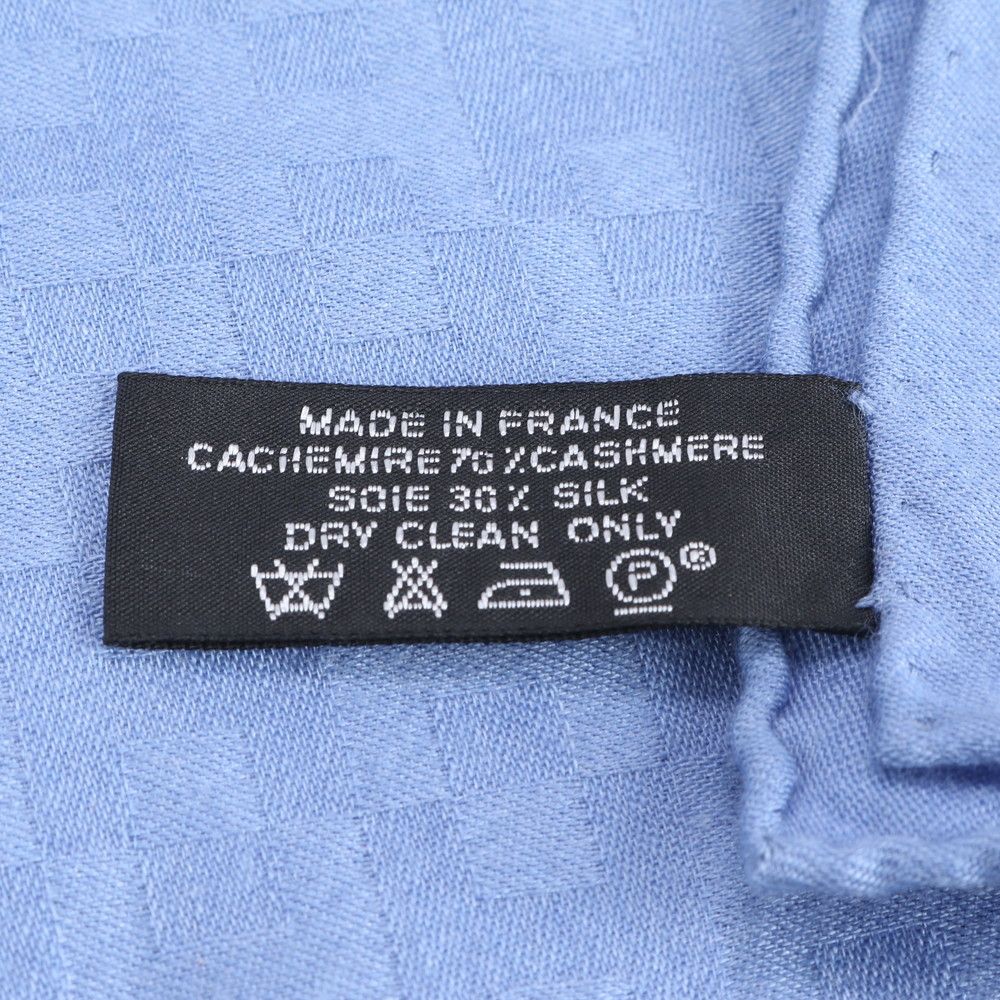 MADE IN FRANCE
CACHEMIRE 70 % CASHMERE
SOIE 30 % SILK
DRY CLEAN ONLY
P ®